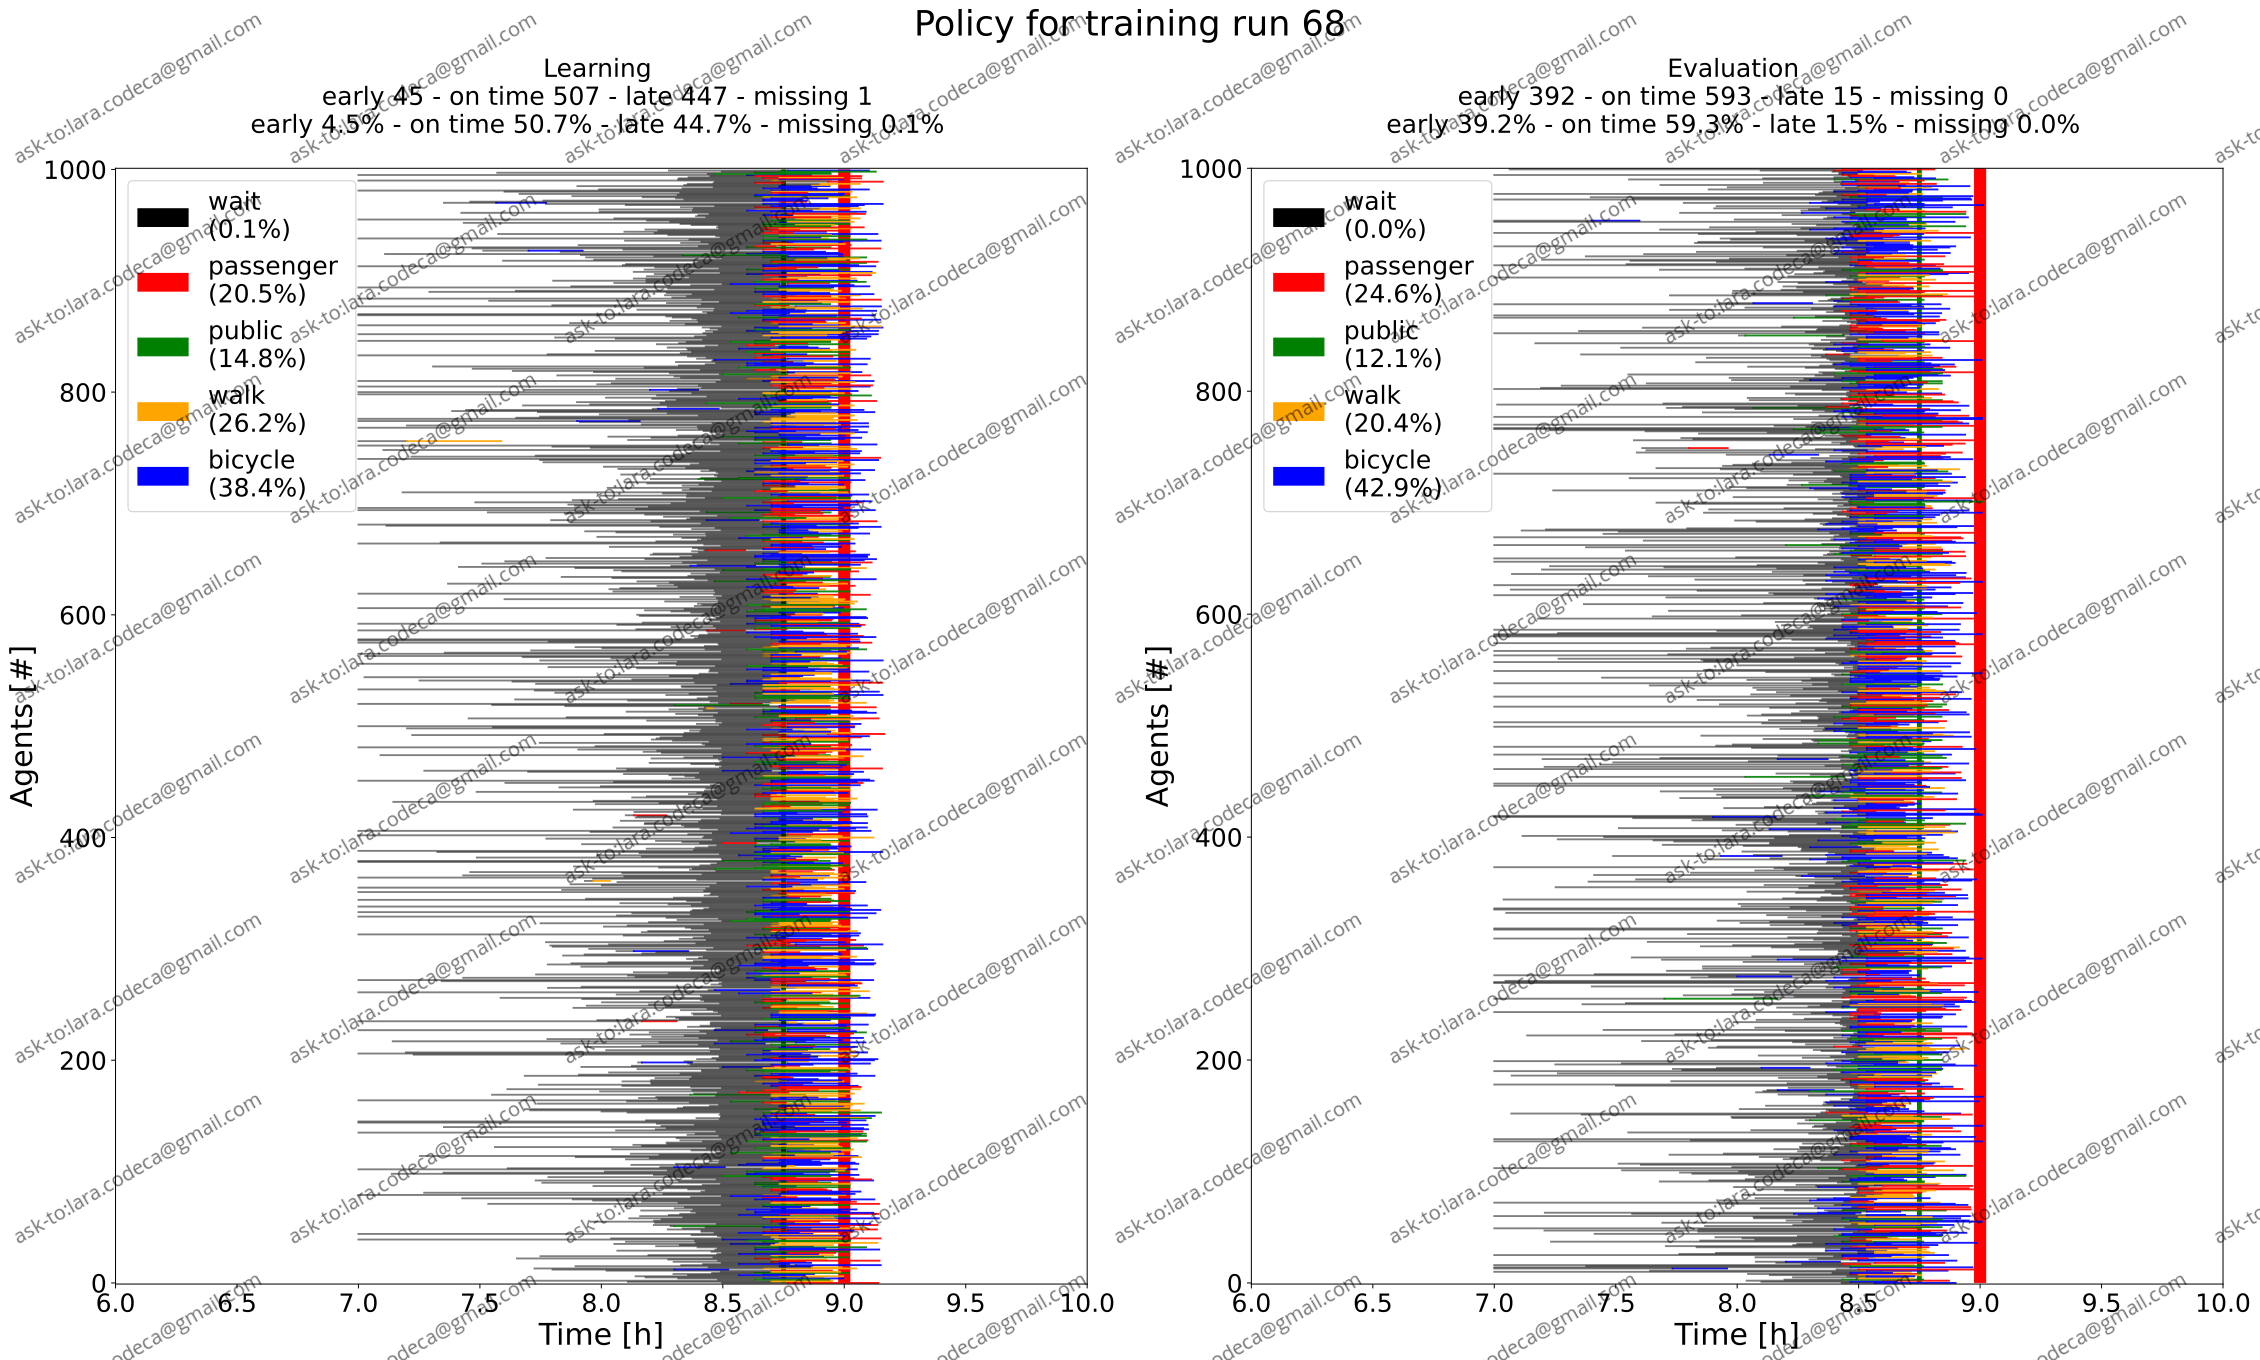 Policy for training run 68
Learning
early 45 - on time 507 - late 447 - missing 1
early 4.5% - on time 50.7% - late 44.7% - missing 0.1%
1000
800
600
400
200
0
Agents [#]
wait
(0.1%)
passenger
(20.5%)
public
(14.8%)
walk
(26.2%)
bicycle
(38.4%)
6.0 6.5 7.0 7.5 8.0 8.5 9.0 9.5 10.0
Time [h]
Evaluation
early 392 - on time 593 - late 15 - missing 0
early 39.2% - on time 59.3% - late 1.5% - missing 0.0%
1000
800
600
400
200
0
Agents [#]
wait
(0.0%)
passenger
(24.6%)
public
(12.1%)
walk
(20.4%)
bicycle
(42.9%)
6.0 6.5 7.0 7.5 8.0 8.5 9.0 9.5 10.0
Time [h]
ask-to:lara.codeca@gmail.com